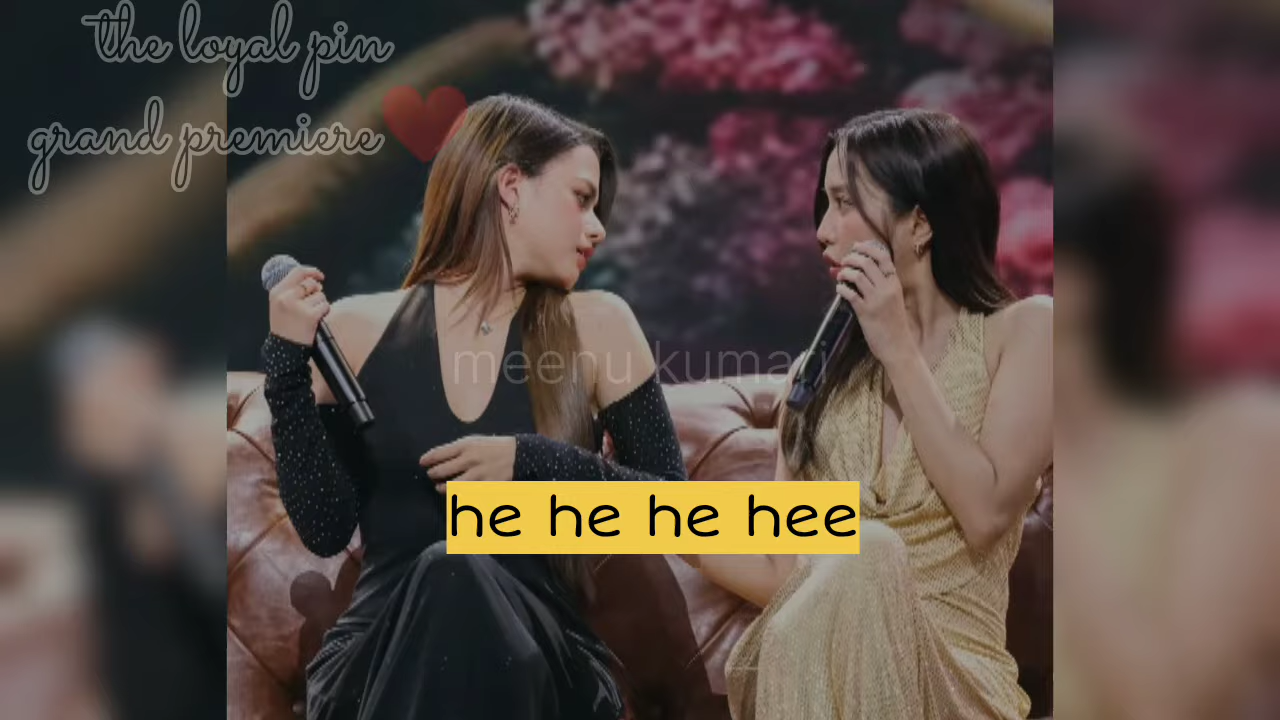 the loyal pin
grand premiere ❤️
meenu kumari
he he he hee